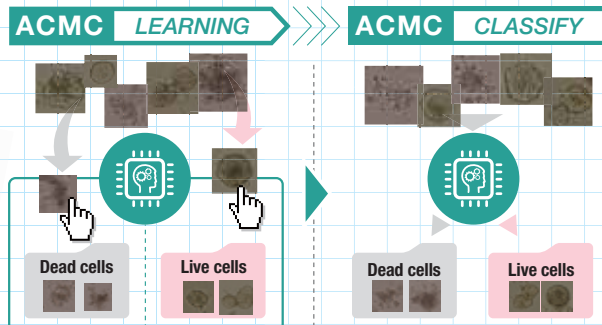 ACMC LEARNING
ACMC CLASSIFY
Dead cells
Live cells
Dead cells
Live cells